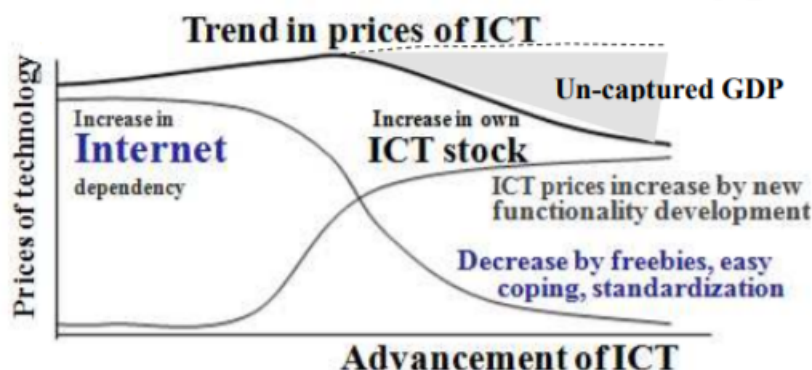 Trend in prices of ICT
Un-captured GDP
Increase in
Internet
dependency
Increase in own
ICT stock
ICT prices increase by new
functionality development
Decrease by freebies, easy
coping, standardization
Prices of technology
Advancement of ICT